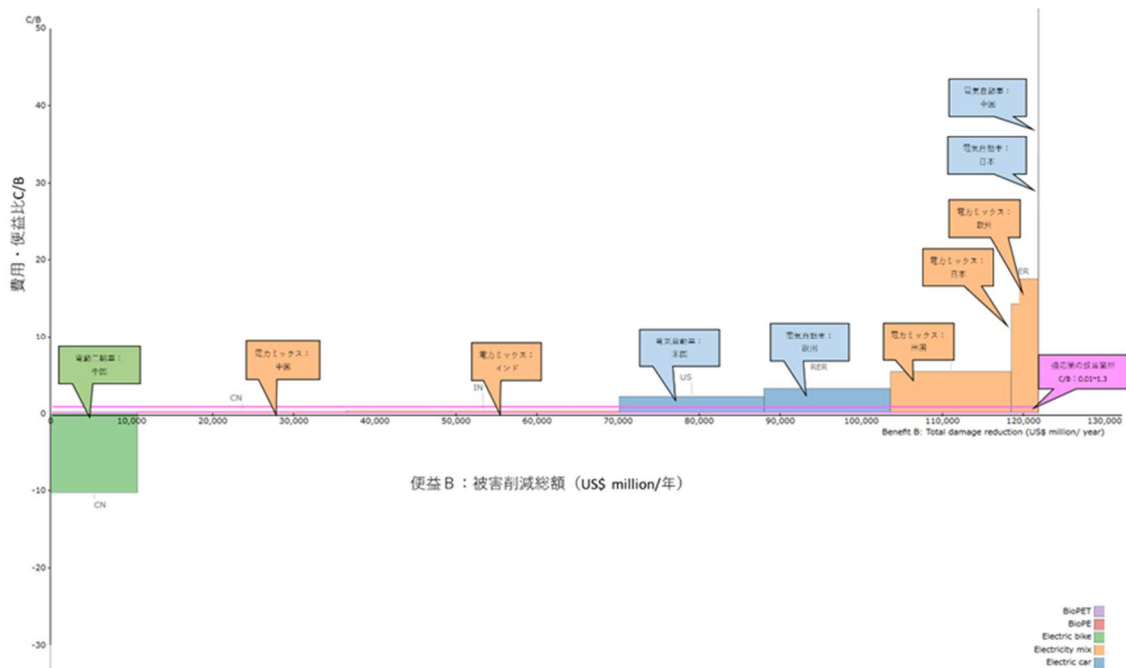 C/B
50
40
30
20
10
0
-10
-20
-30
費用・便益比C/B
電気自動車：
中国
電気自動車：
日本
電力ミックス：
欧州
電力ミックス：
日本
ER
電動二輪車：
中国
電力ミックス：
中国
電力ミックス：
インド
電気自動車：
米国
電気自動車：
欧州
電力ミックス：
米国
適応策の該当箇所
C/B：0.01~1.3
CN
IN
US
RER
0
10,000
20,000
30,000
40,000
50,000
60,000
70,000
80,000
90,000
100,000
110,000
120,000
130,000
Benefit B: Total damage reduction (US$ million/ year)
便益B：被害削減総額（US$ million/年）
CN
BioPET
BioPE
Electric bike
Electricity mix
Electric car